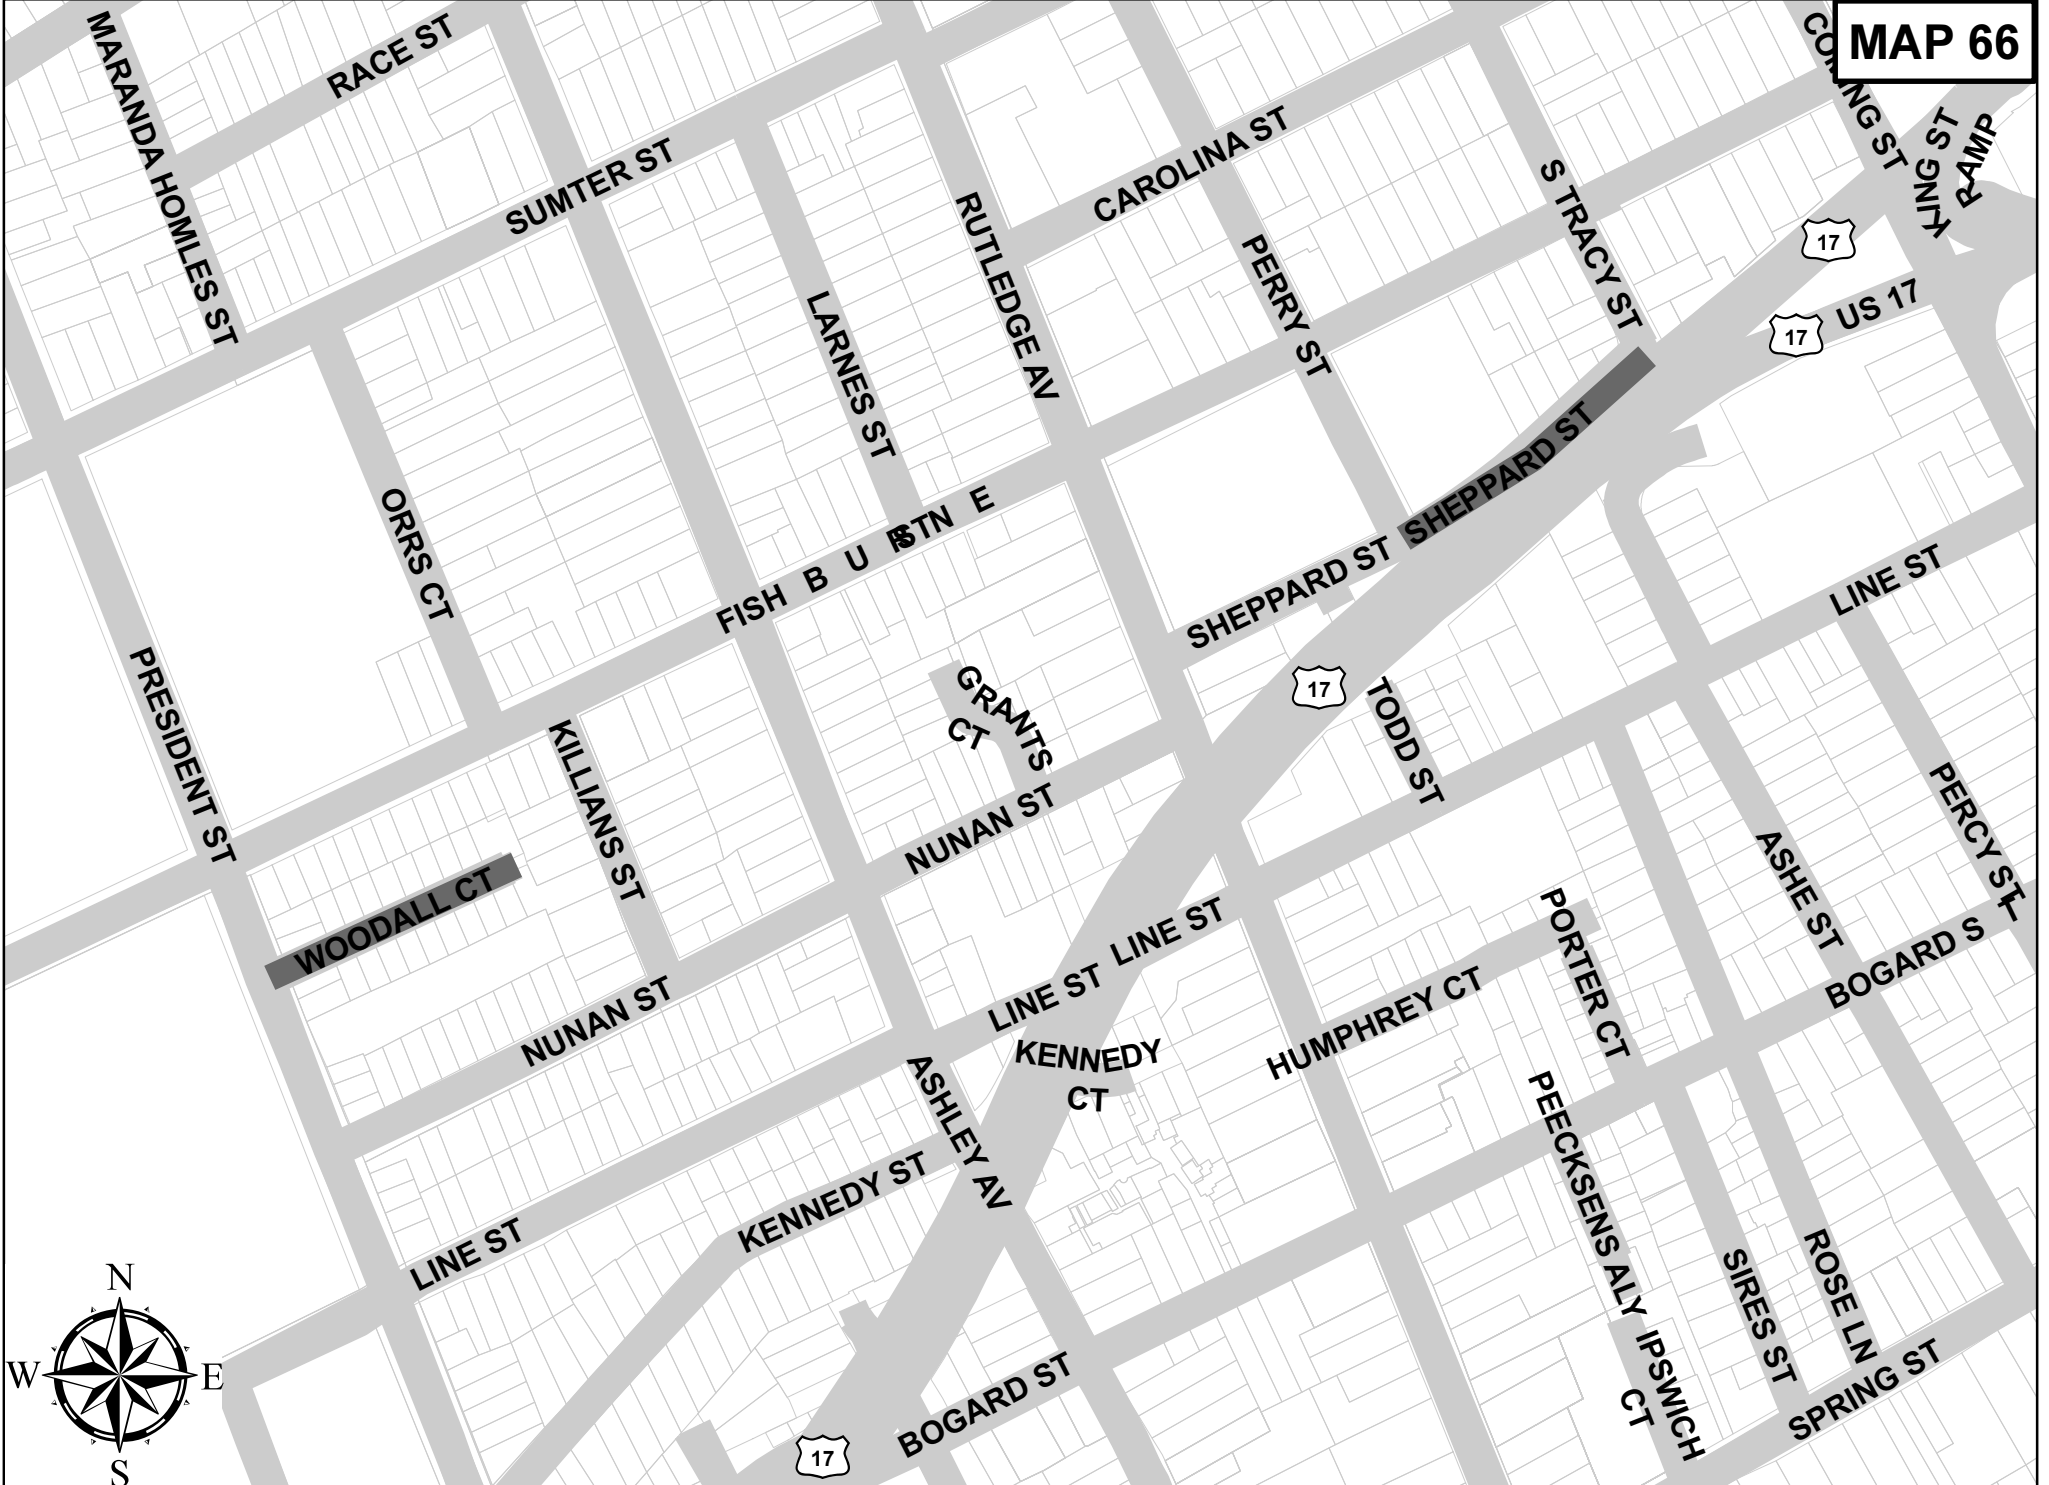 MAP 66
MARANDA HOMLES ST
RACE ST
SUMTER ST
RUTLEDGE AV
CAROLINA ST
S TRACY ST
KING ST
RAMP
17
US 17
17
PERRY ST
LARNES ST
ORRS CT
FISH B U R N E
ST
SHEPPARD ST
SHEPPARD ST
LINE ST
PRESIDENT ST
KILLIANS ST
GRANTS
CT
17
TODD ST
NUNAN ST
PERCY ST
ASHE ST
WOODALL CT
LINE ST
LINE ST
PORTER CT
BOGARD S
T
NUNAN ST
HUMPHREY CT
KENNEDY
CT
ASHLEY AV
PEECKSENS ALY
KENNEDY ST
LINE ST
SIRES ST
ROSE LN
IPSWICH
CT
SPRING ST
BOGARD ST
17
N
W
E
S